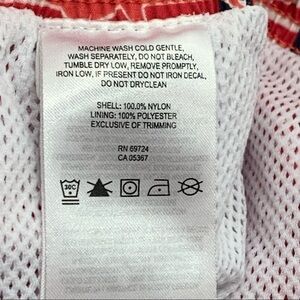 MACHINE WASH COLD GENTLE,
WASH SEPARATELY, DO NOT BLEACH,
TUMBLE DRY LOW, REMOVE PROMPTLY,
IRON LOW, IF PRESENT DO NOT IRON DECAL,
DO NOT DRYCLEAN
SHELL: 100.0% NYLON
LINING: 100% POLYESTER
EXCLUSIVE OF TRIMMING
RN 69724
CA 05367
30C